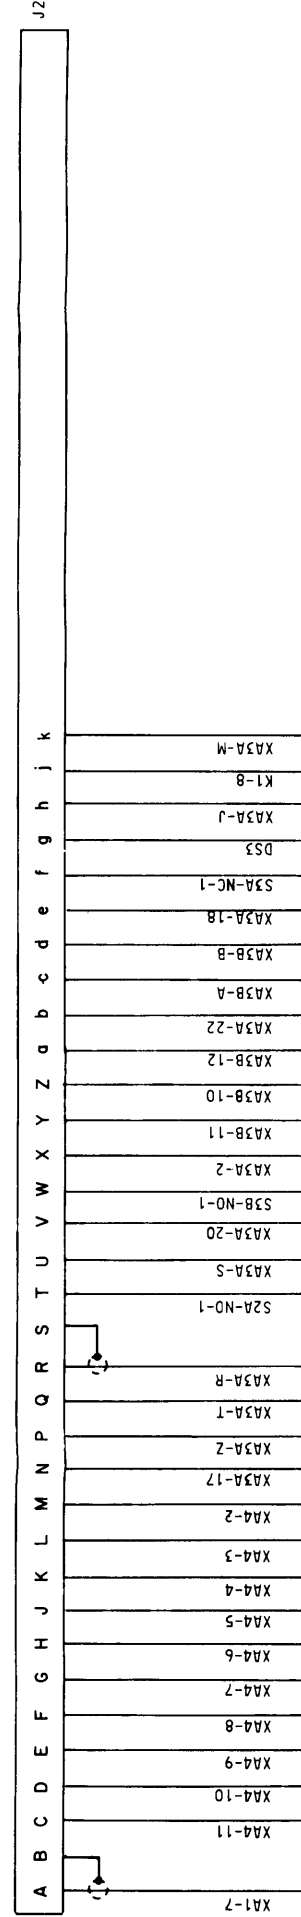 J2
k XA3A-M
j K1-8
h XA3A-J
g DS3
f S3A-NC-1
e XA3A-18
d XA3B-B
c XA3B-A
b XA3A-22
a XA3B-12
Z XA3B-10
Y XA3B-11
X XA3A-2
W S3B-NO-1
V XA3A-20
U XA3A-S
T S2A-NO-1
S
R XA3A-R
Q XA3A-T
P XA3A-Z
N XA3A-17
M XA4-2
L XA4-3
K XA4-4
J XA4-5
H XA4-6
G XA4-7
F XA4-8
E XA4-9
D XA4-10
C XA4-11
B
A XA1-7